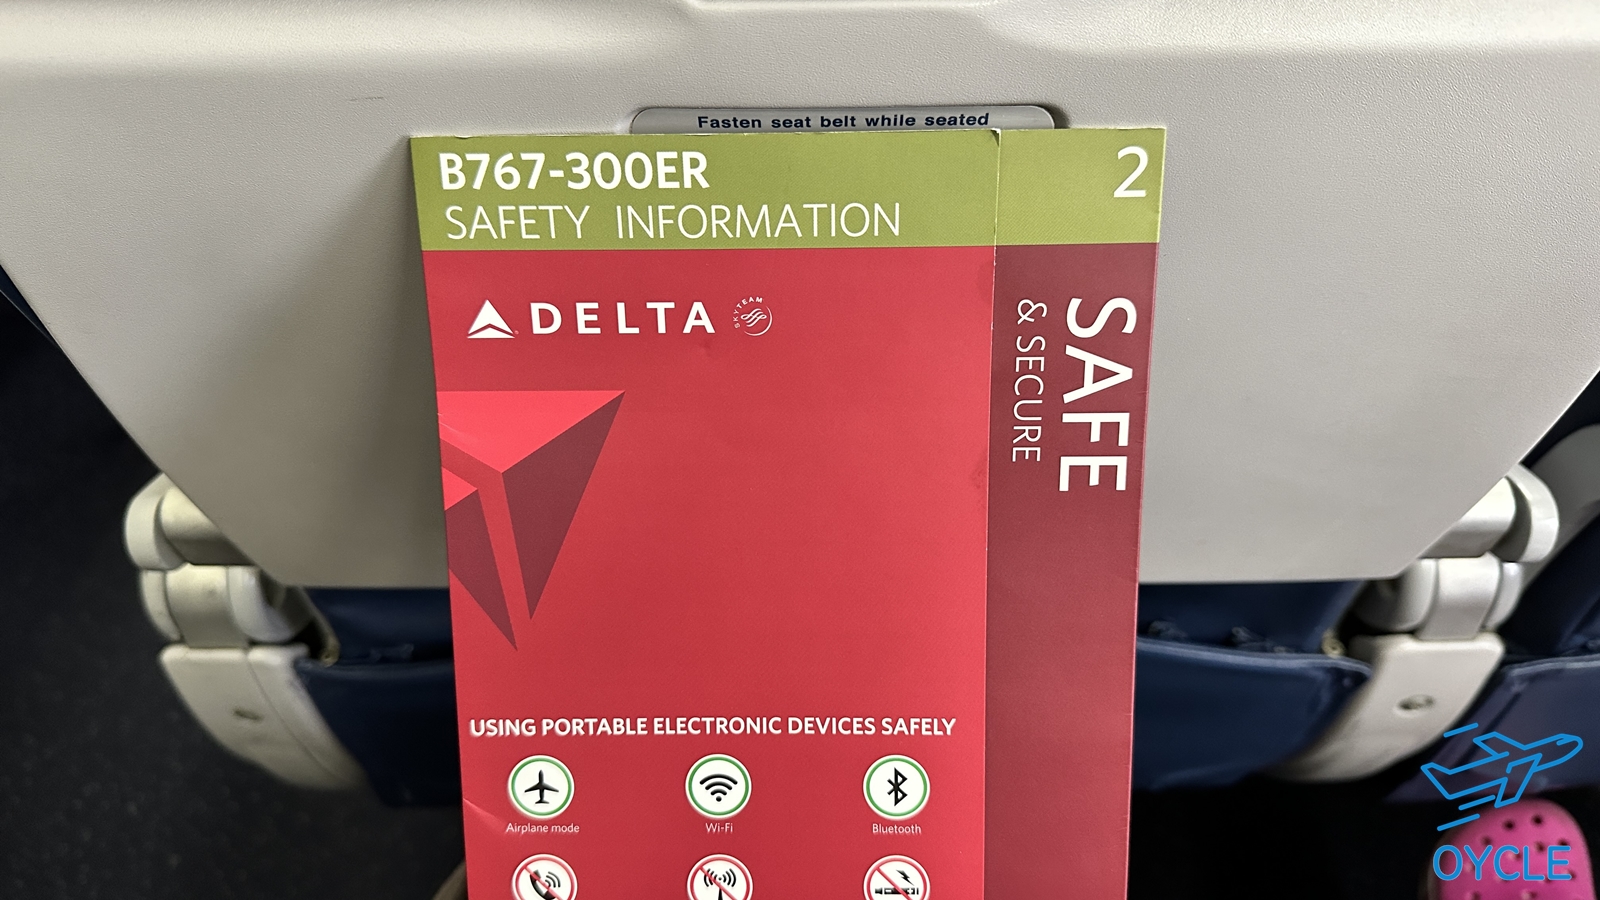 Fasten seat belt while seated
B767-300ER
SAFETY INFORMATION
2
DELTA
SKYTEAM
SAFE
& SECURE
USING PORTABLE ELECTRONIC DEVICES SAFELY
Airplane mode
Wi-Fi
Bluetooth
OYCLE